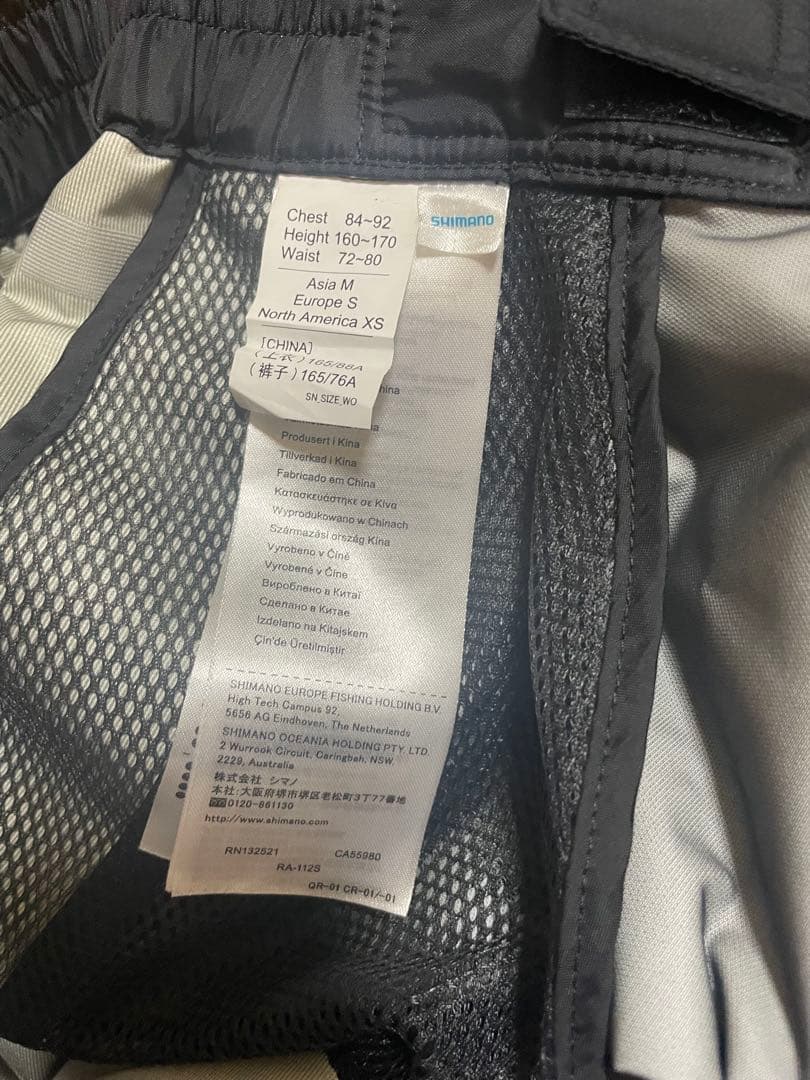 SHIMANO
Chest 84~92
Height 160~170
Waist 72~80
Asia M
Europe S
North America XS
[CHINA]
(上衣)165/88A
(裤子)165/76A
SN_SIZE_WO
hina
Produsert i Kina
Tillverkad i Kina
Fabricado em China
Κατασκευάστηκε σε Κίνα
Wyprodukowano w Chinach
Származási ország Kína
Vyrobeno v Číně
Vyrobené v Číne
Вироблено в Китаї
Сделано в Китае
Izdelano na Kitajskem
Çin'de Üretilmiştir
SHIMANO EUROPE FISHING HOLDING B.V.
High Tech Campus 92,
5656 AG Eindhoven, The Netherlands
SHIMANO OCEANIA HOLDING PTY. LTD.
2 Wurrook Circuit, Caringbah, NSW,
2229, Australia
株式会社 シマノ
本社:大阪府堺市堺区老松町3丁77番地
0120-861130
http://www.shimano.com
RN132521 CA55980
RA-112S
QR-01 CR-01/-01